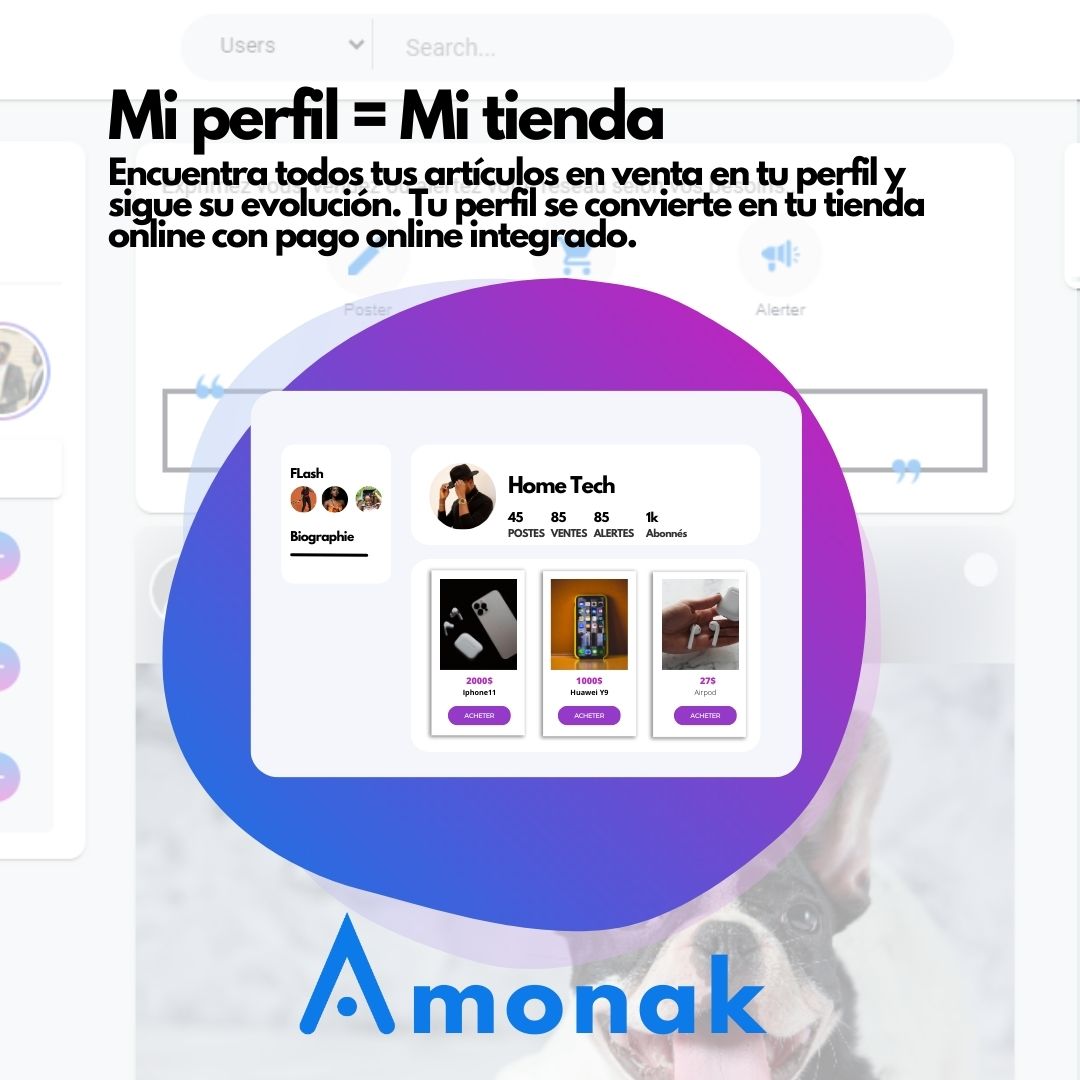 Users
Search...
Mi perfil = Mi tienda
Encuentra todos tus artículos en venta en tu perfil y
sigue su evolución. Tu perfil se convierte en tu tienda
online con pago online integrado.
Poster
Alerter
“
”
FLash
Biographie
Home Tech
45 85 85 1k
POSTES VENTES ALERTES Abonnés
2000$ 1000$ 27$
Iphone11 Huawei Y9 Airpod
ACHETER ACHETER ACHETER
Amonak